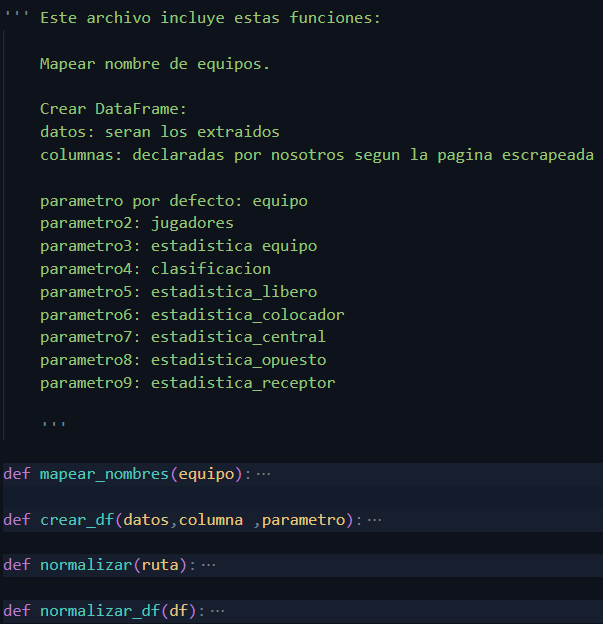 ''' Este archivo incluye estas funciones:
Mapear nombre de equipos.
Crear DataFrame:
datos: seran los extraidos
columnas: declaradas por nosotros segun la pagina escrapeada
parametro por defecto: equipo
parametro2: jugadores
parametro3: estadistica equipo
parametro4: clasificacion
parametro5: estadistica_libero
parametro6: estadistica_colocador
parametro7: estadistica_central
parametro8: estadistica_opuesto
parametro9: estadistica_receptor
'''
def mapear_nombres(equipo):···
def crear_df(datos,columna ,parametro):···
def normalizar(ruta):···
def normalizar_df(df):···